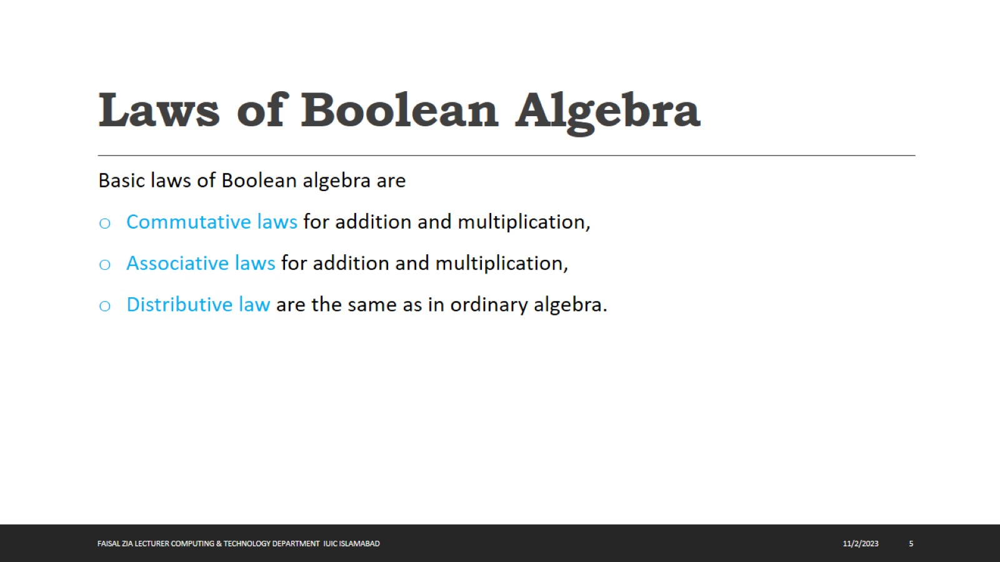 Laws of Boolean Algebra
Basic laws of Boolean algebra are
o Commutative laws for addition and multiplication,
o Associative laws for addition and multiplication,
o Distributive law are the same as in ordinary algebra.
FAISAL ZIA LECTURER COMPUTING & TECHNOLOGY DEPARTMENT IUIC ISLAMABAD 11/2/2023 5